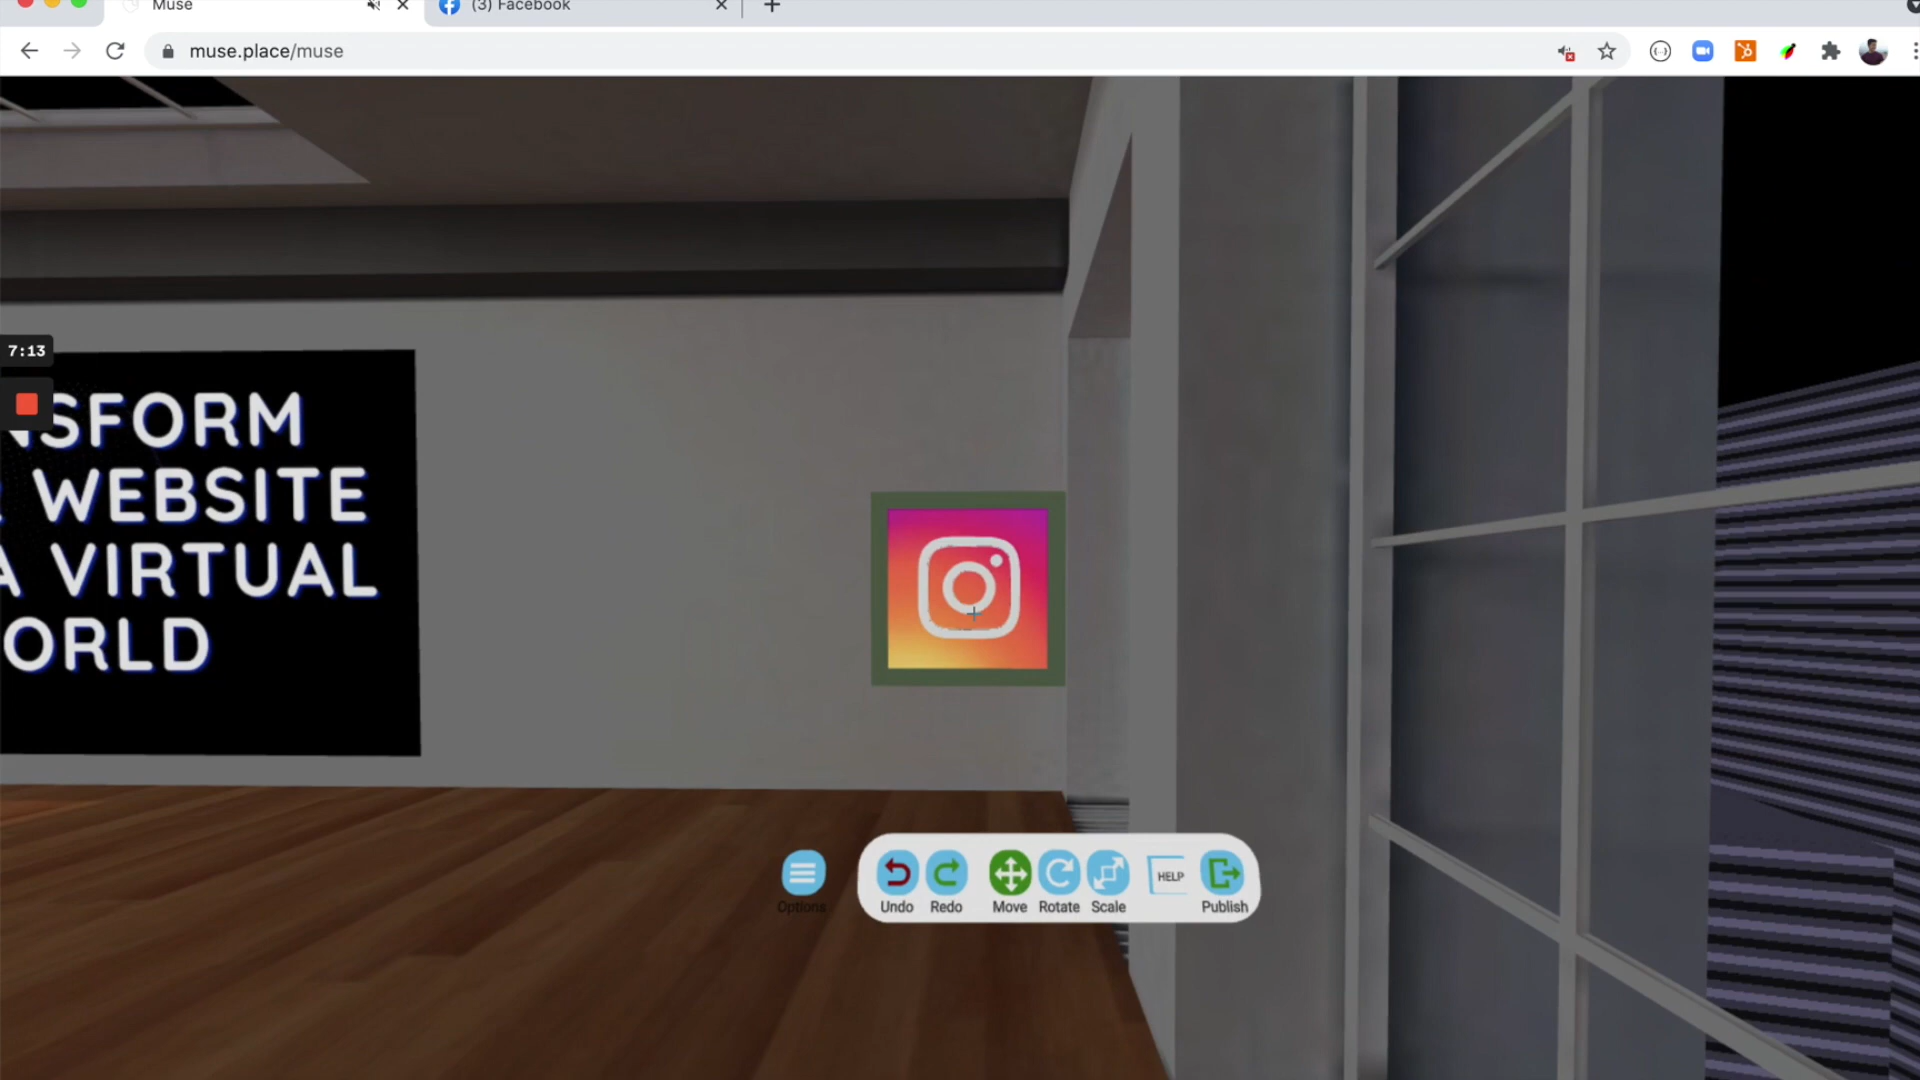 Muse
(3) Facebook
muse.place/muse
7:13
NSFORM
WEBSITE
A VIRTUAL
ORLD
Options
Undo
Redo
Move
Rotate
Scale
HELP
Publish